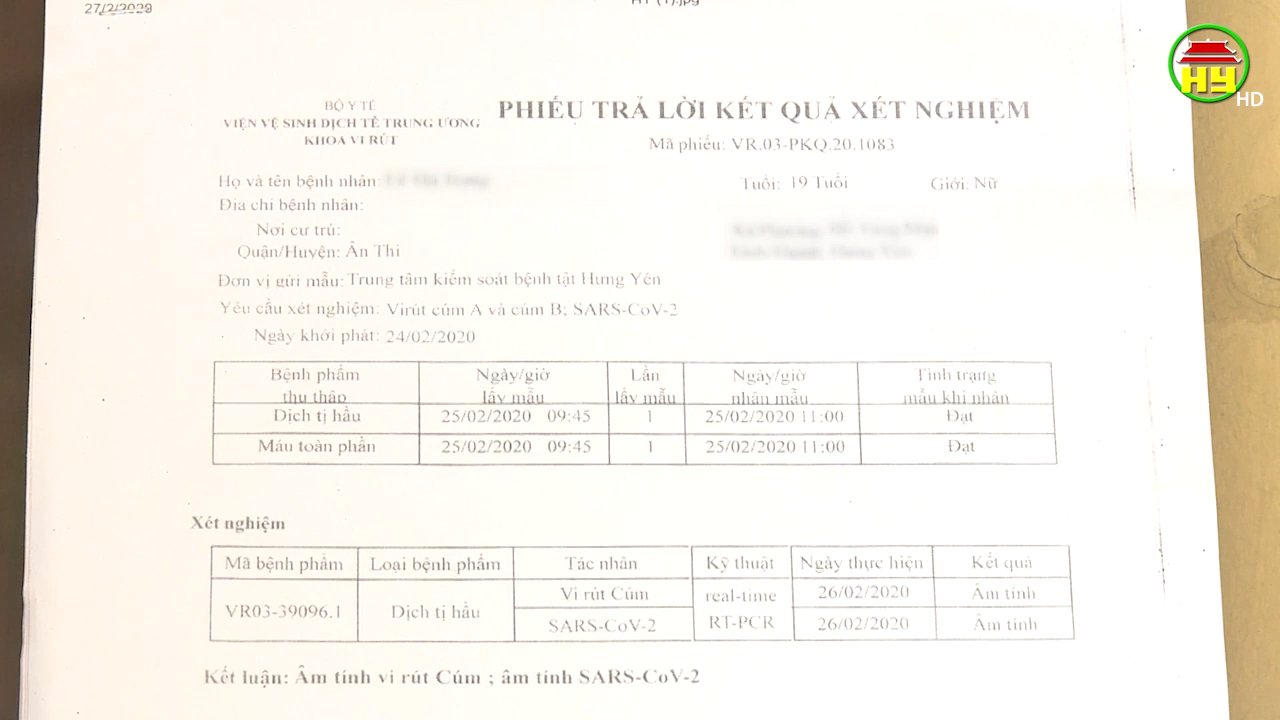 27/2/2020
HY (1).jpg
HY
HD
BỘ Y TẾ
VIỆN VỆ SINH DỊCH TỄ TRUNG ƯƠNG
KHOA VI RÚT
PHIẾU TRẢ LỜI KẾT QUẢ XÉT NGHIỆM
Mã phiếu: VR.03-PKQ.20.1083
Họ và tên bệnh nhân:
Tuổi: 19 Tuổi Giới: Nữ
Địa chỉ bệnh nhân:
Nơi cư trú:
Quận/Huyện: Ân Thi
Đơn vị gửi mẫu: Trung tâm kiểm soát bệnh tật Hưng Yên
Yêu cầu xét nghiệm: Virút cúm A và cúm B; SARS-CoV-2
Ngày khởi phát: 24/02/2020
Bệnh phẩm thu thập Ngày/giờ lấy mẫu Lần lấy mẫu Ngày/giờ nhận mẫu Tình trạng mẫu khi nhận
Dịch tị hầu 25/02/2020 09:45 1 25/02/2020 11:00 Đạt
Máu toàn phần 25/02/2020 09:45 1 25/02/2020 11:00 Đạt
Xét nghiệm
Mã bệnh phẩm Loại bệnh phẩm Tác nhân Kỹ thuật Ngày thực hiện Kết quả
VR03-39096.1 Dịch tị hầu Vi rút Cúm real-time RT-PCR 26/02/2020 Âm tính
SARS-CoV-2 26/02/2020 Âm tính
Kết luận: Âm tính vi rút Cúm ; âm tính SARS-CoV-2